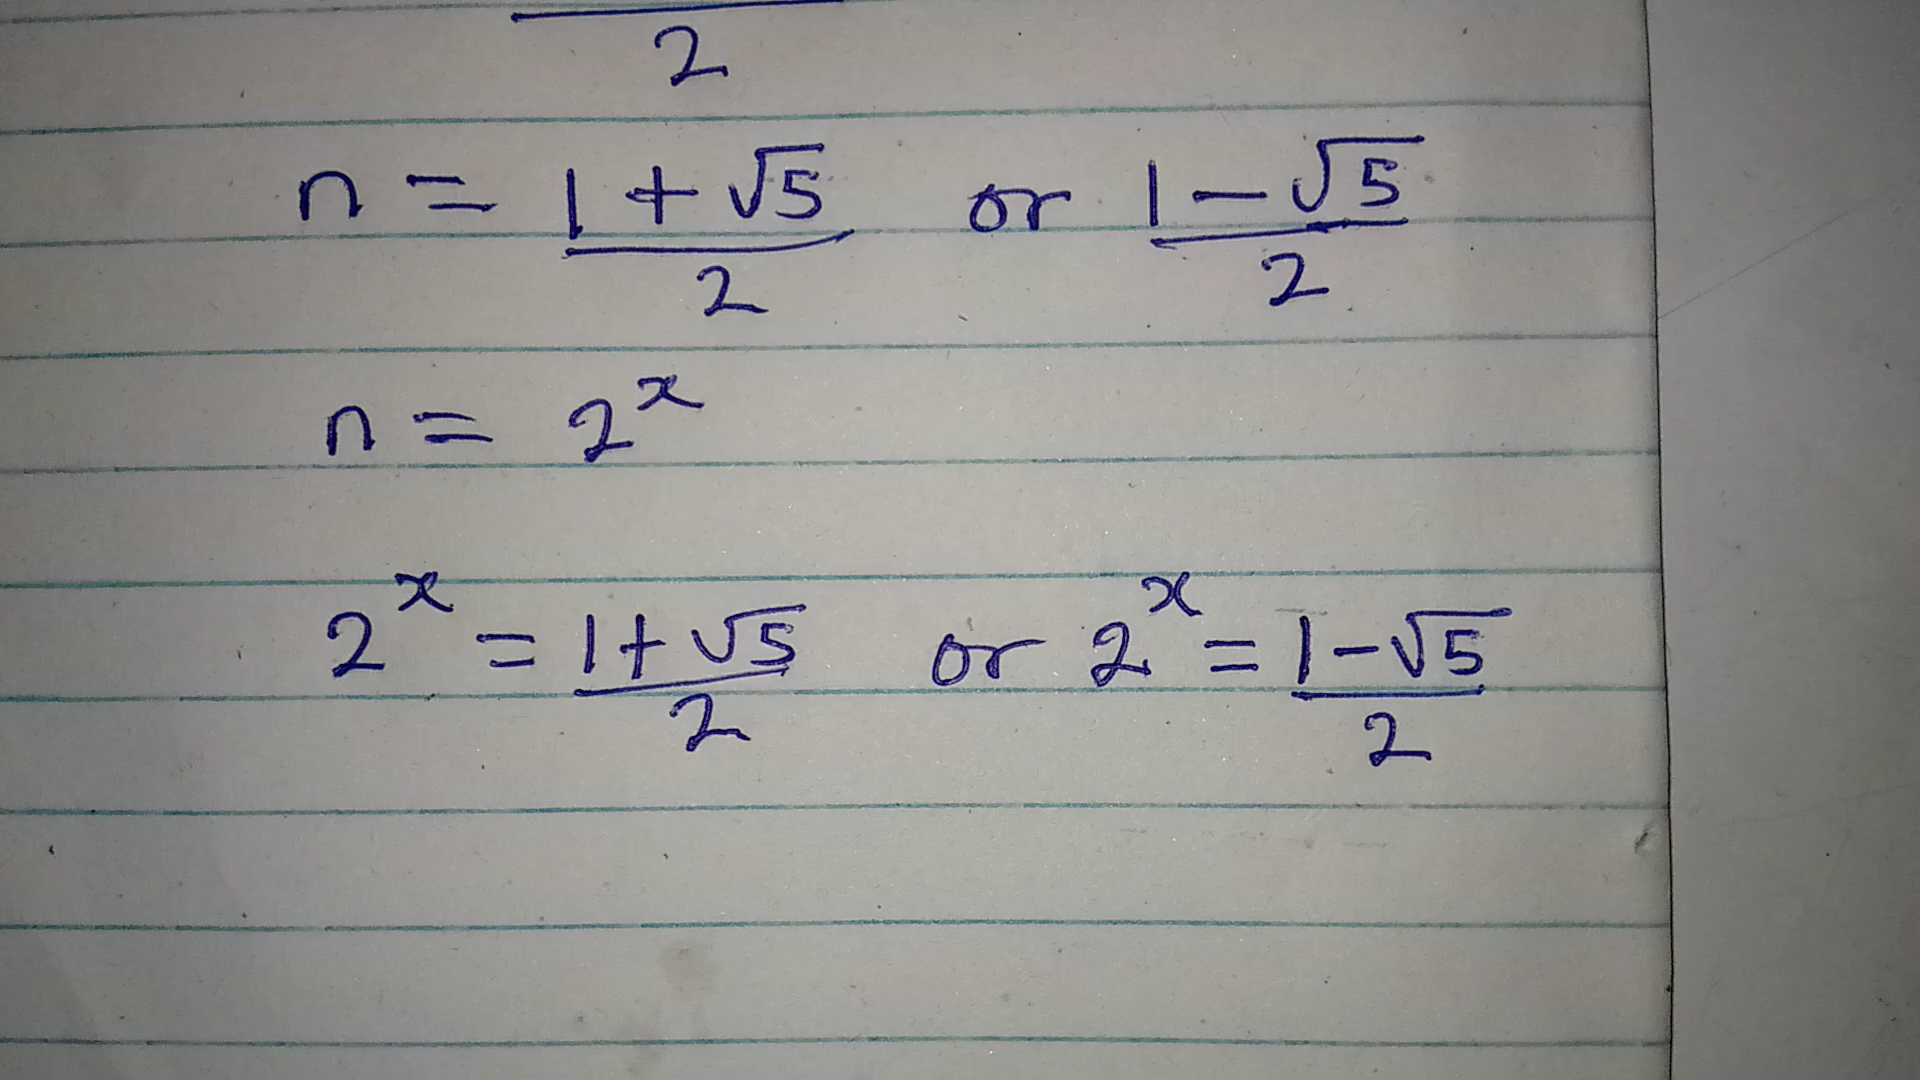 2
n = (1 + √5)/2 or (1 - √5)/2
n = 2^x
2^x = (1 + √5)/2 or 2^x = (1 - √5)/2